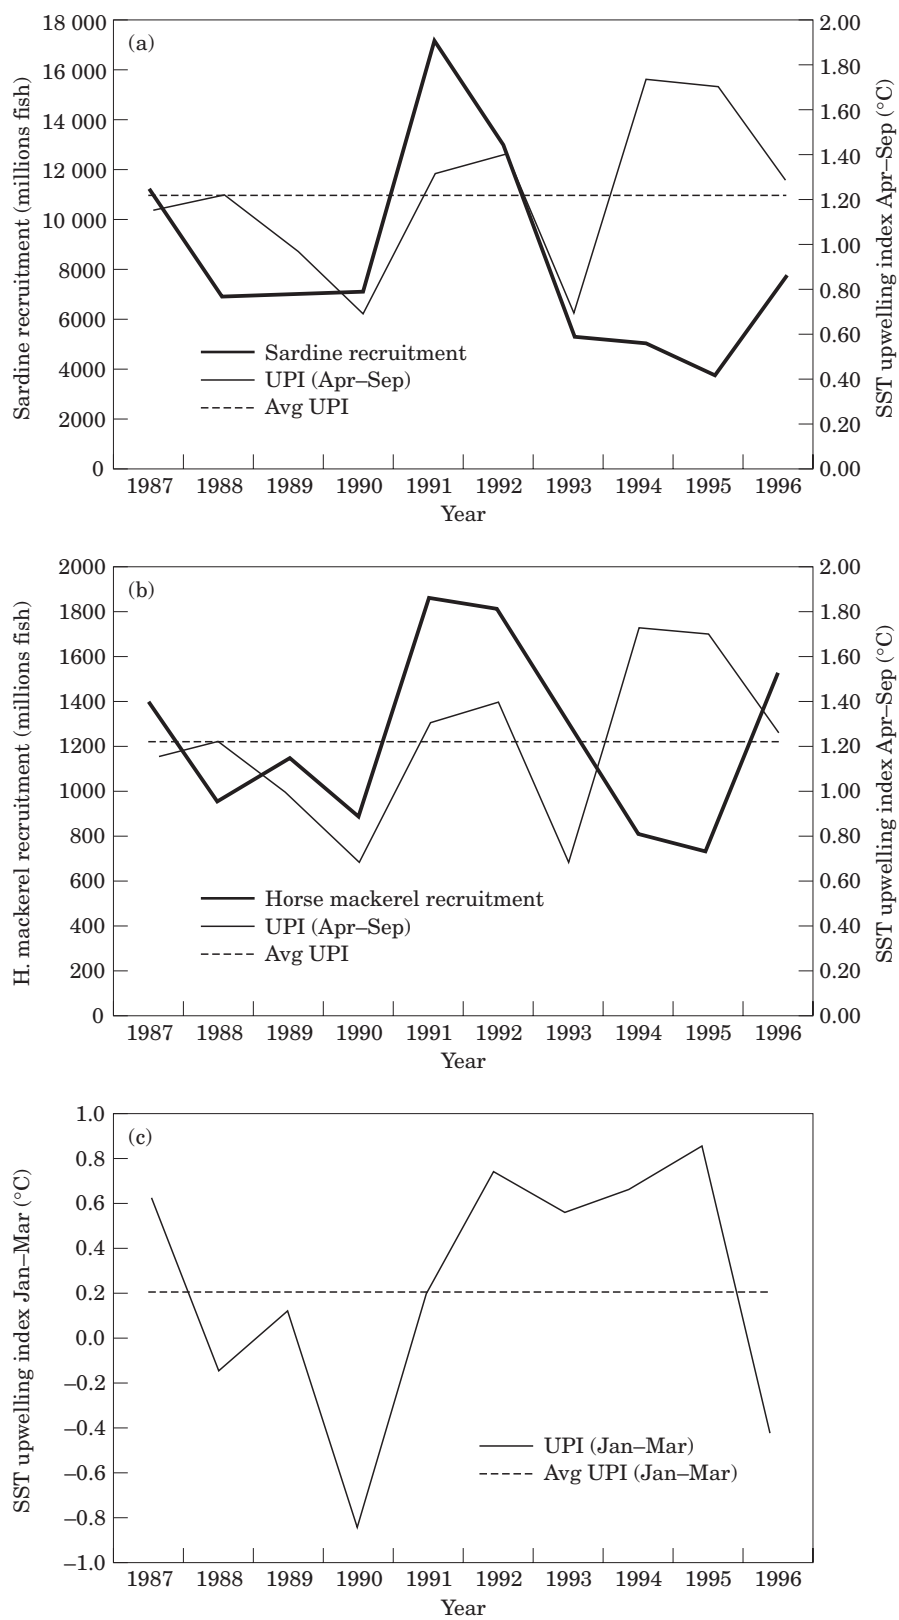 (a)
Sardine recruitment (millions fish)
18 000
16 000
14 000
12 000
10 000
8000
6000
4000
2000
0
Sardine recruitment
UPI (Apr–Sep)
Avg UPI
2.00
1.80
1.60
1.40
1.20
1.00
0.80
0.60
0.40
0.20
0.00
SST upwelling index Apr–Sep (°C)
1987 1988 1989 1990 1991 1992 1993 1994 1995 1996
Year
(b)
H. mackerel recruitment (millions fish)
2000
1800
1600
1400
1200
1000
800
600
400
200
0
Horse mackerel recruitment
UPI (Apr–Sep)
Avg UPI
2.00
1.80
1.60
1.40
1.20
1.00
0.80
0.60
0.40
0.20
0.00
SST upwelling index Apr–Sep (°C)
1987 1988 1989 1990 1991 1992 1993 1994 1995 1996
Year
(c)
SST upwelling index Jan–Mar (°C)
1.0
0.8
0.6
0.4
0.2
0.0
–0.2
–0.4
–0.6
–0.8
–1.0
UPI (Jan–Mar)
Avg UPI (Jan–Mar)
1987 1988 1989 1990 1991 1992 1993 1994 1995 1996
Year